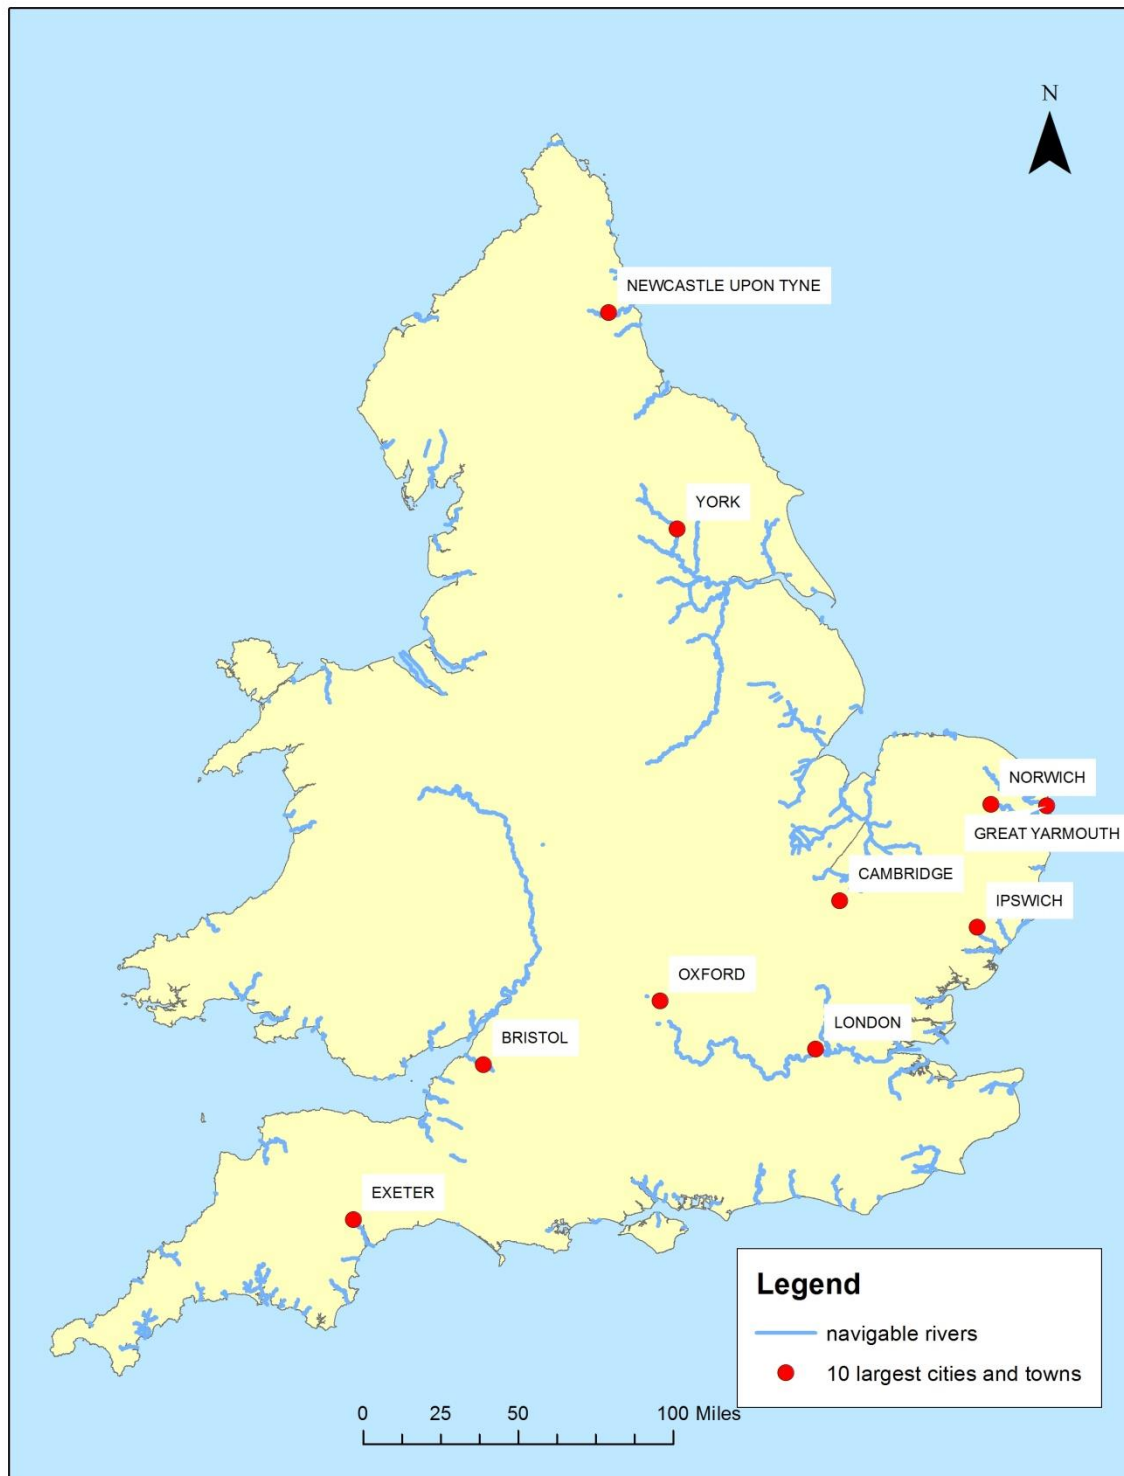 N
NEWCASTLE UPON TYNE
YORK
NORWICH
GREAT YARMOUTH
CAMBRIDGE
IPSWICH
OXFORD
LONDON
BRISTOL
EXETER
Legend
navigable rivers
10 largest cities and towns
0 25 50 100 Miles